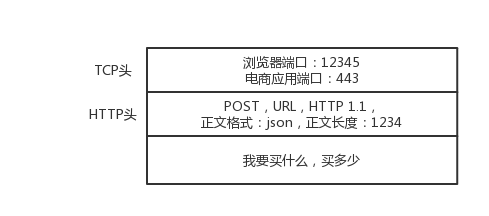 TCP头
浏览器端口：12345
电商应用端口：443
HTTP头
POST，URL，HTTP 1.1，
正文格式：json，正文长度：1234
我要买什么，买多少